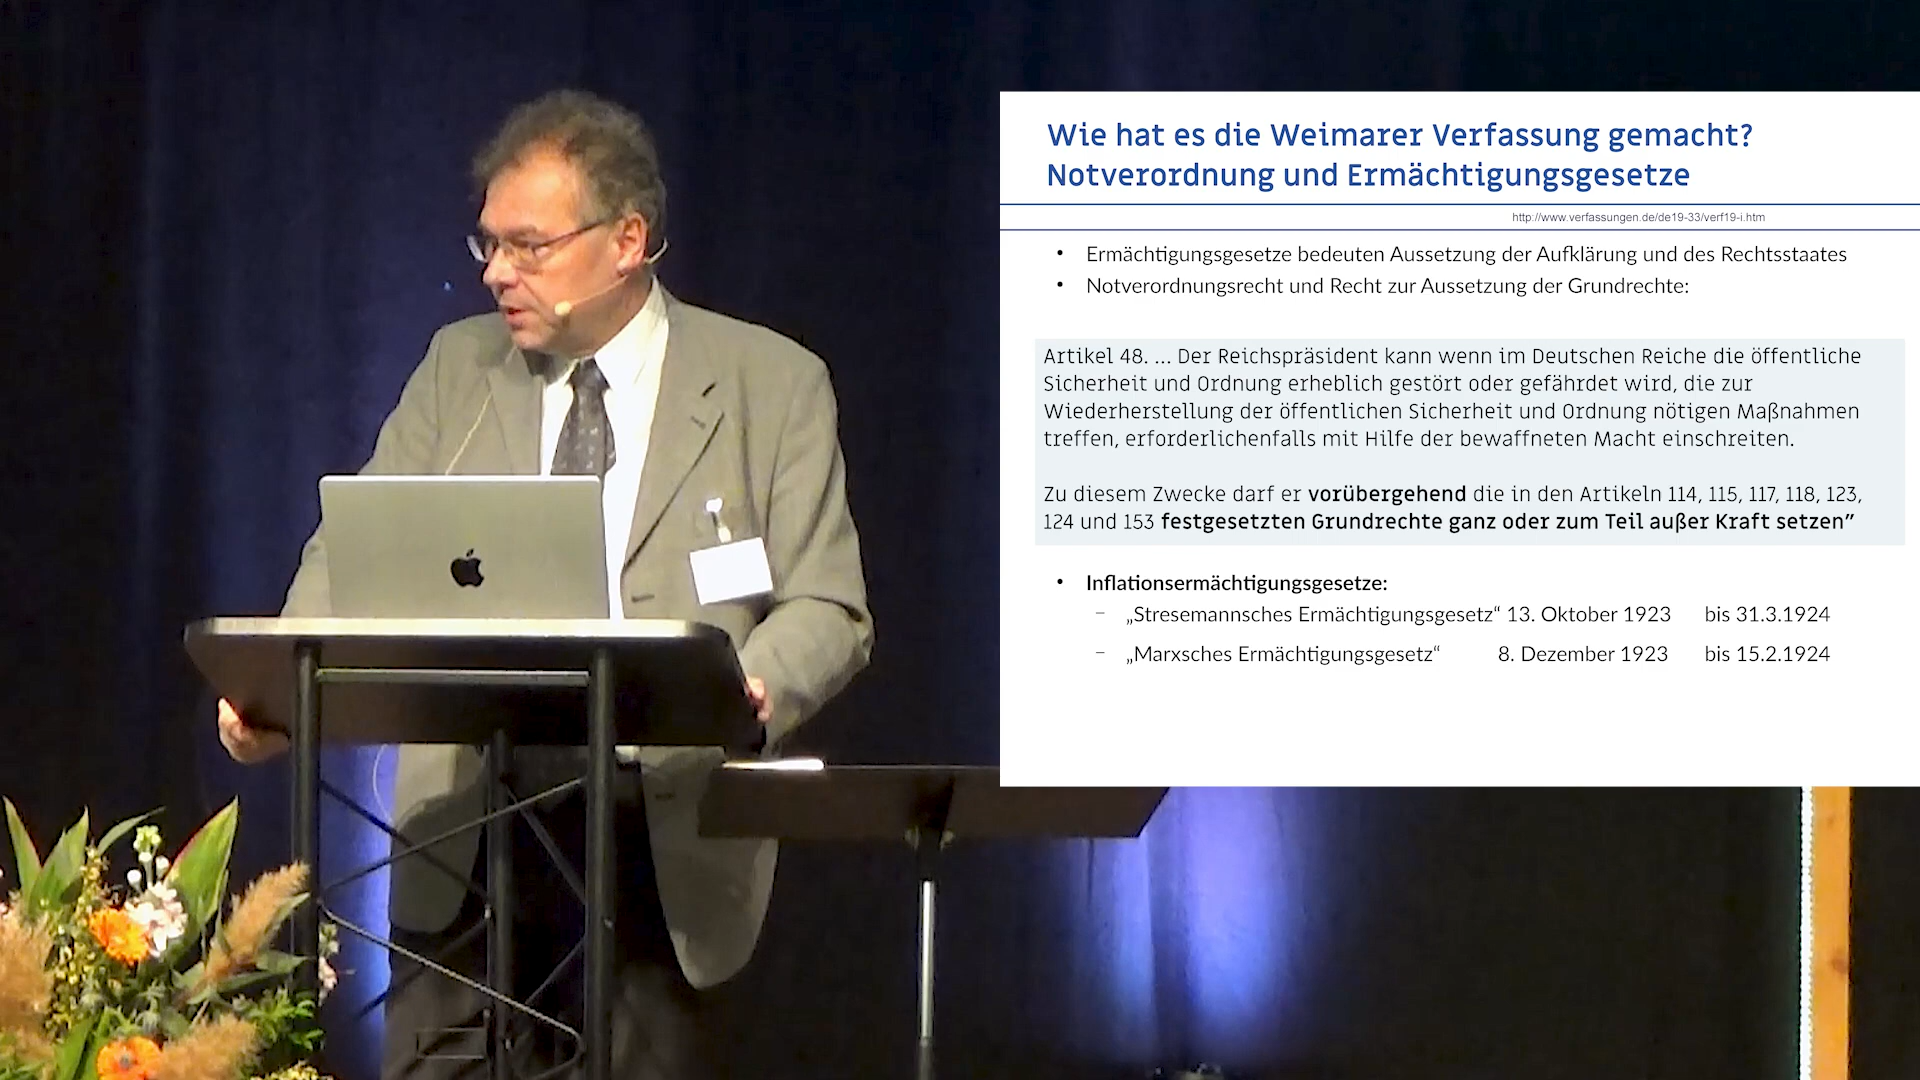 Wie hat es die Weimarer Verfassung gemacht?
Notverordnung und Ermächtigungsgesetze
http://www.verfassungen.de/de19-33/verf19-i.htm
• Ermächtigungsgesetze bedeuten Aussetzung der Aufklärung und des Rechtsstaates
• Notverordnungsrecht und Recht zur Aussetzung der Grundrechte:
Artikel 48. ... Der Reichspräsident kann wenn im Deutschen Reiche die öffentliche
Sicherheit und Ordnung erheblich gestört oder gefährdet wird, die zur
Wiederherstellung der öffentlichen Sicherheit und Ordnung nötigen Maßnahmen
treffen, erforderlichenfalls mit Hilfe der bewaffneten Macht einschreiten.
Zu diesem Zwecke darf er vorübergehend die in den Artikeln 114, 115, 117, 118, 123,
124 und 153 festgesetzten Grundrechte ganz oder zum Teil außer Kraft setzen”
• Inflationsermächtigungsgesetze:
– „Stresemannsches Ermächtigungsgesetz“ 13. Oktober 1923 bis 31.3.1924
– „Marxsches Ermächtigungsgesetz“ 8. Dezember 1923 bis 15.2.1924